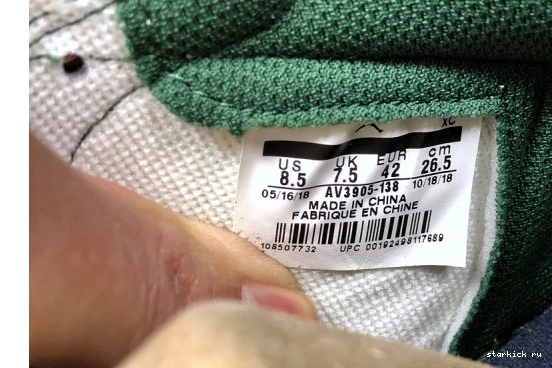 XC
US UK EUR cm
8.5 7.5 42 26.5
05/16/18 AV3905-138 10/18/18
MADE IN CHINA
FABRIQUE EN CHINE
108507732 UPC 00192498117689
starkick ru